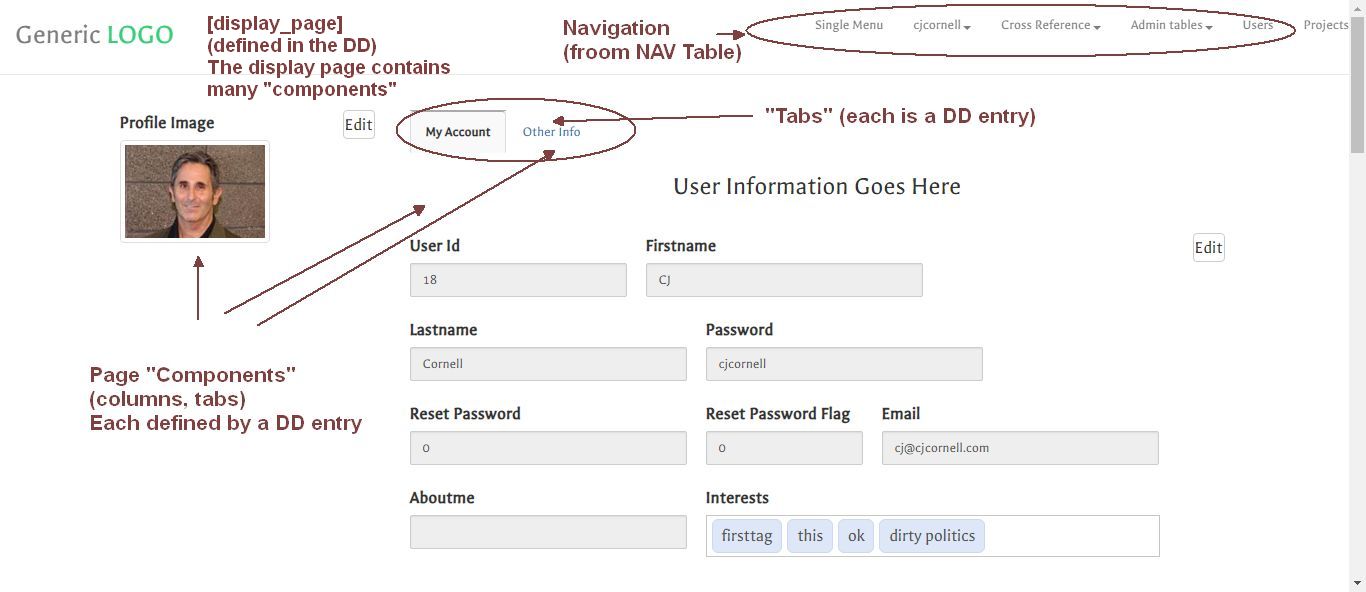 Generic LOGO
[display_page]
(defined in the DD)
The display page contains
many "components"
Navigation
(froom NAV Table)
Single Menu
cjcornell
Cross Reference
Admin tables
Users
Projects
Profile Image
Edit
My Account
Other Info
"Tabs" (each is a DD entry)
User Information Goes Here
User Id
Firstname
Edit
18
CJ
Lastname
Password
Cornell
cjcornell
Page "Components"
(columns, tabs)
Each defined by a DD entry
Reset Password
Reset Password Flag
Email
0
0
cj@cjcornell.com
Aboutme
Interests
firsttag
this
ok
dirty politics